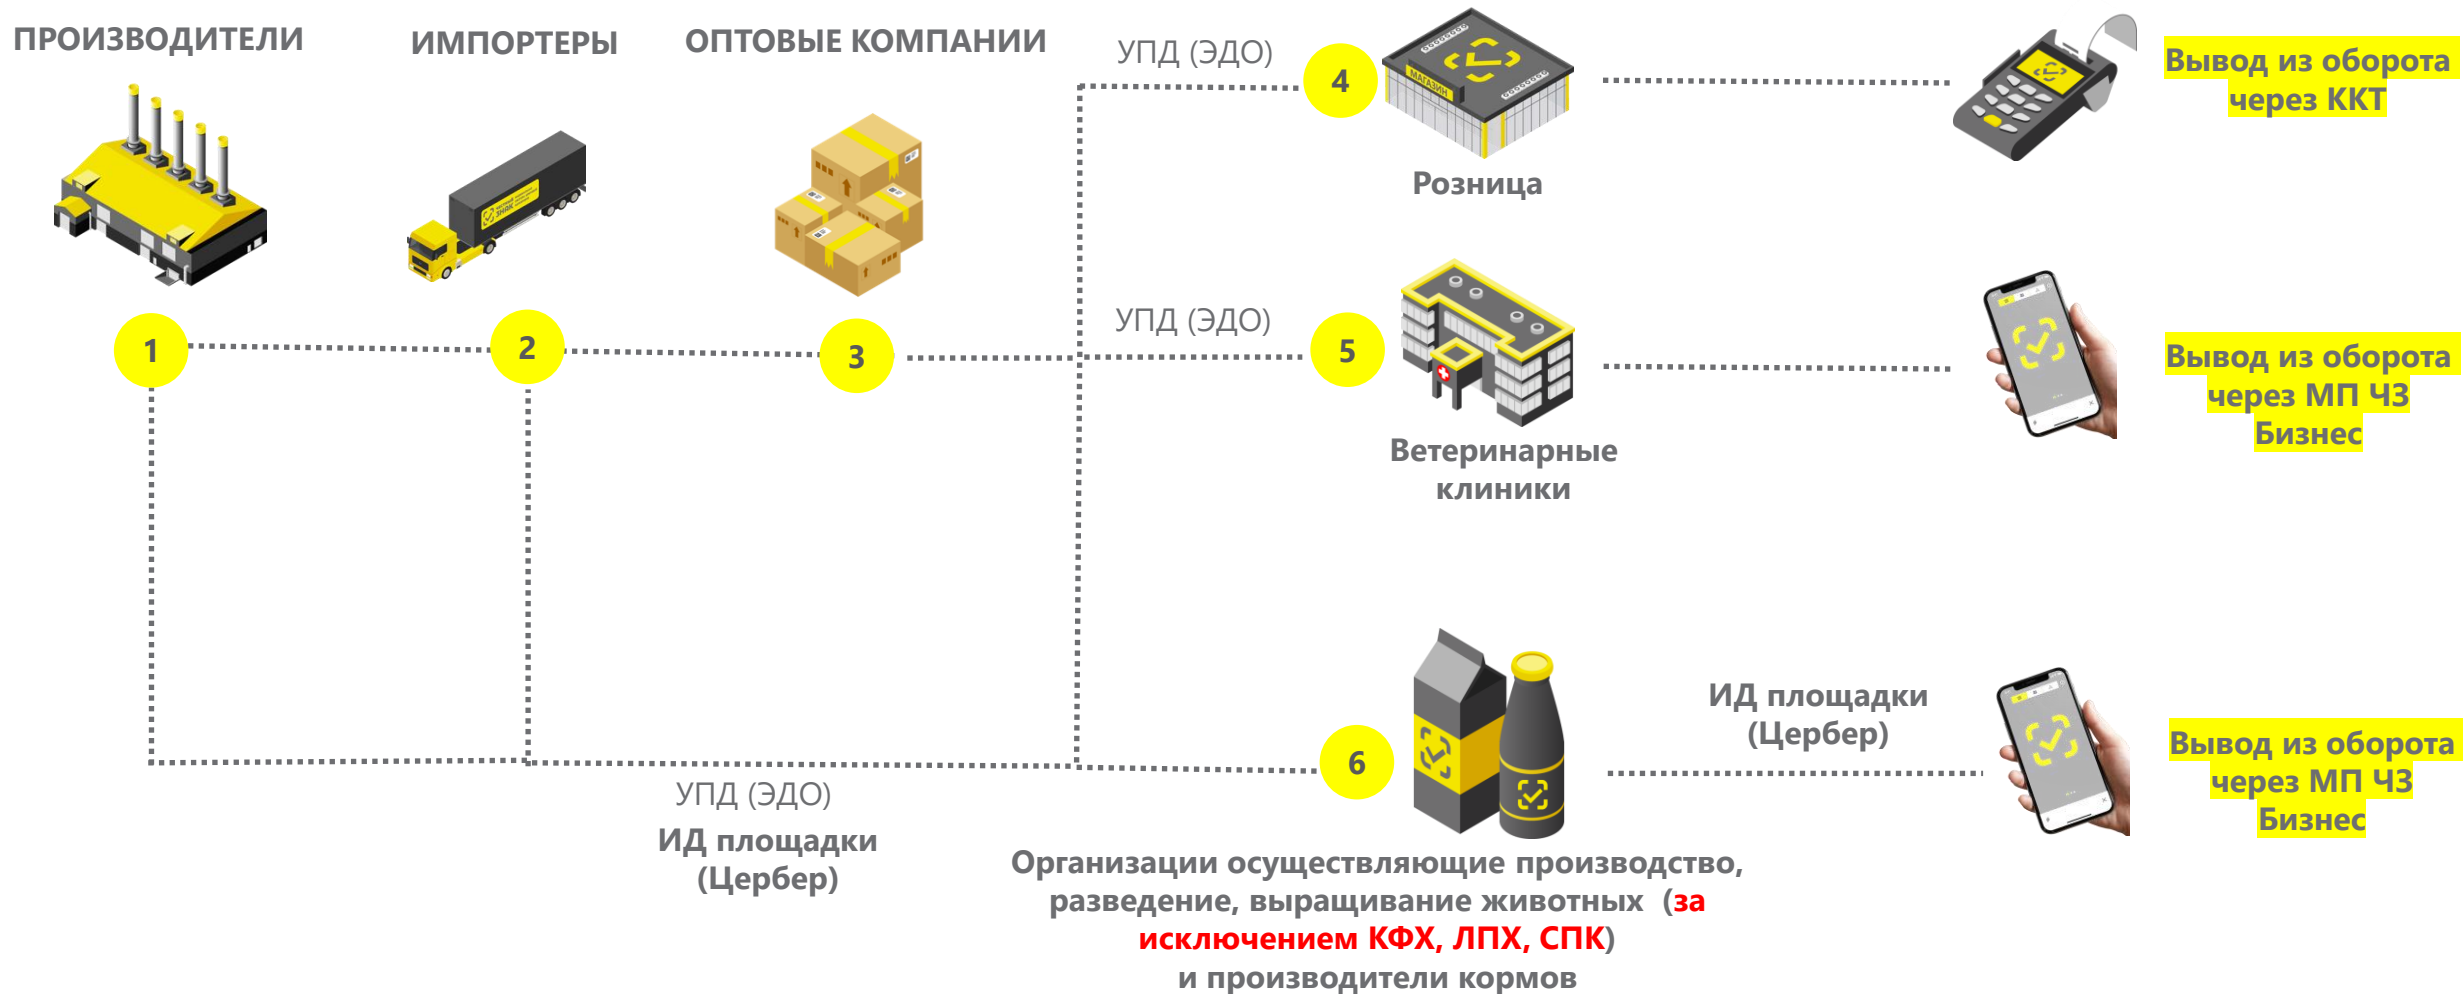 ПРОИЗВОДИТЕЛИ
ИМПОРТЕРЫ
ОПТОВЫЕ КОМПАНИИ
УПД (ЭДО)
4
МАГАЗИН
Розница
Вывод из оборота
через ККТ
1
2
3
ЗНАК
УПД (ЭДО)
5
Ветеринарные
клиники
Вывод из оборота
через МП ЧЗ
Бизнес
УПД (ЭДО)
ИД площадки
(Цербер)
6
Организации осуществляющие производство,
разведение, выращивание животных (за
исключением КФХ, ЛПХ, СПК)
и производители кормов
ИД площадки
(Цербер)
Вывод из оборота
через МП ЧЗ
Бизнес